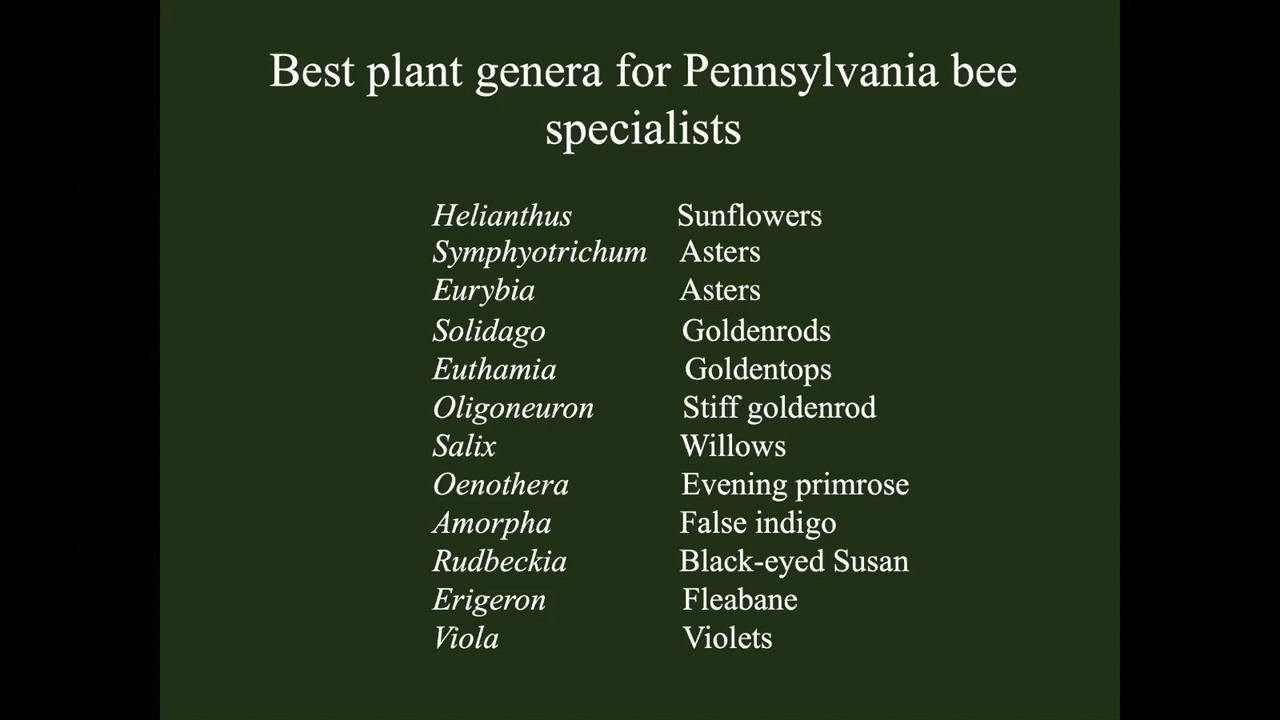 Best plant genera for Pennsylvania bee
specialists
Helianthus Sunflowers
Symphyotrichum Asters
Eurybia Asters
Solidago Goldenrods
Euthamia Goldentops
Oligoneuron Stiff goldenrod
Salix Willows
Oenothera Evening primrose
Amorpha False indigo
Rudbeckia Black-eyed Susan
Erigeron Fleabane
Viola Violets